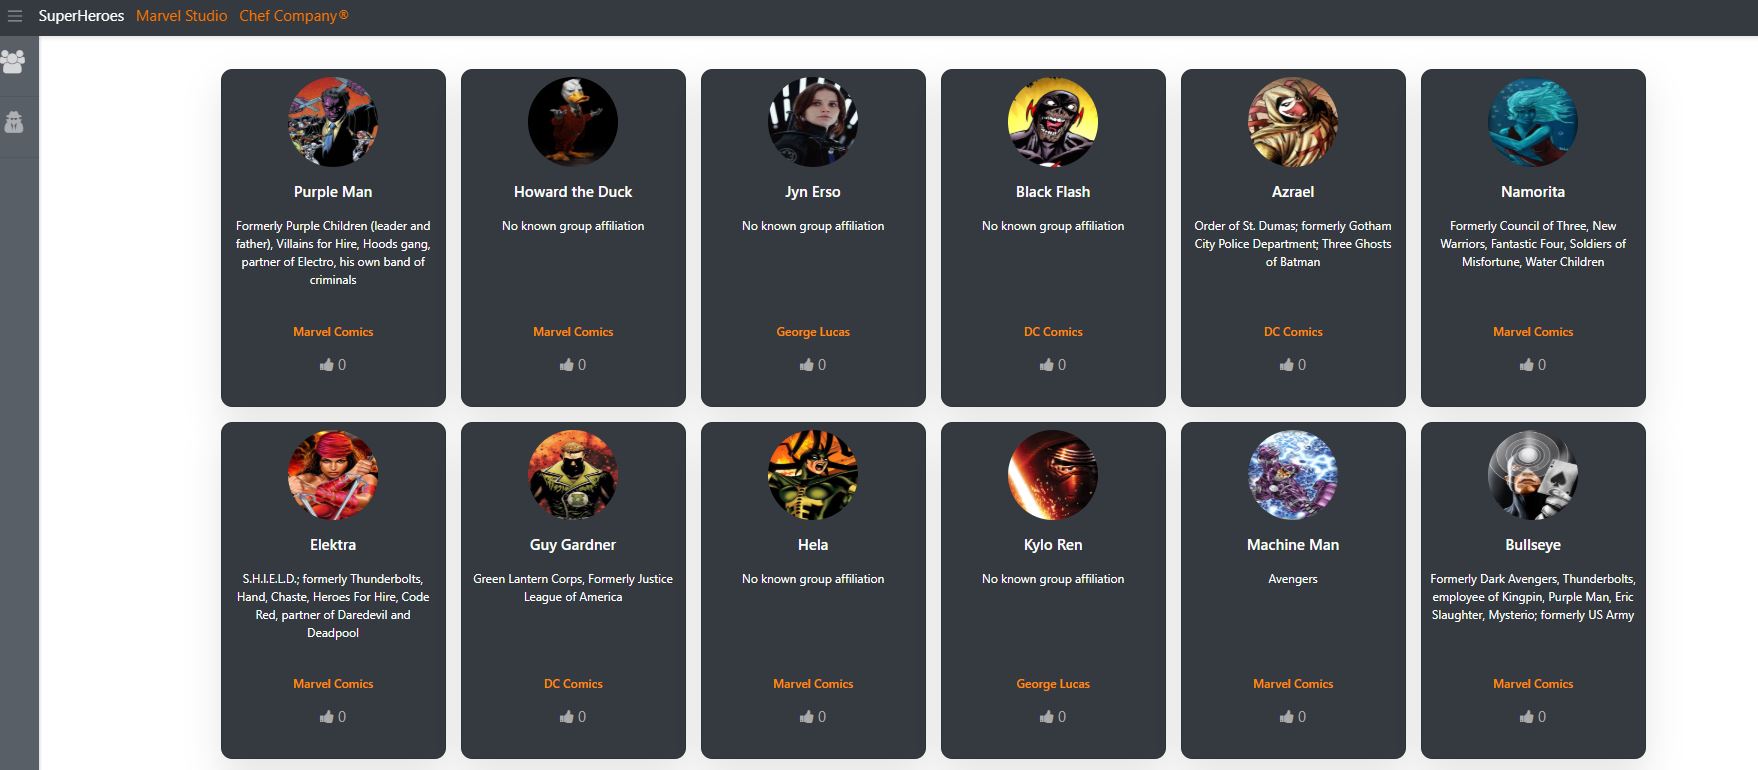 SuperHeroes Marvel Studio Chef Company®
Purple Man
Formerly Purple Children (leader and
father), Villains for Hire, Hoods gang,
partner of Electro, his own band of
criminals
Marvel Comics
0
Howard the Duck
No known group affiliation
Marvel Comics
0
Jyn Erso
No known group affiliation
George Lucas
0
Black Flash
No known group affiliation
DC Comics
0
Azrael
Order of St. Dumas; formerly Gotham
City Police Department; Three Ghosts
of Batman
DC Comics
0
Namorita
Formerly Council of Three, New
Warriors, Fantastic Four, Soldiers of
Misfortune, Water Children
Marvel Comics
0
Elektra
S.H.I.E.L.D.; formerly Thunderbolts,
Hand, Chaste, Heroes For Hire, Code
Red, partner of Daredevil and
Deadpool
Marvel Comics
0
Guy Gardner
Green Lantern Corps, Formerly Justice
League of America
DC Comics
0
Hela
No known group affiliation
Marvel Comics
0
Kylo Ren
No known group affiliation
George Lucas
0
Machine Man
Avengers
Marvel Comics
0
Bullseye
Formerly Dark Avengers, Thunderbolts,
employee of Kingpin, Purple Man, Eric
Slaughter, Mysterio; formerly US Army
Marvel Comics
0